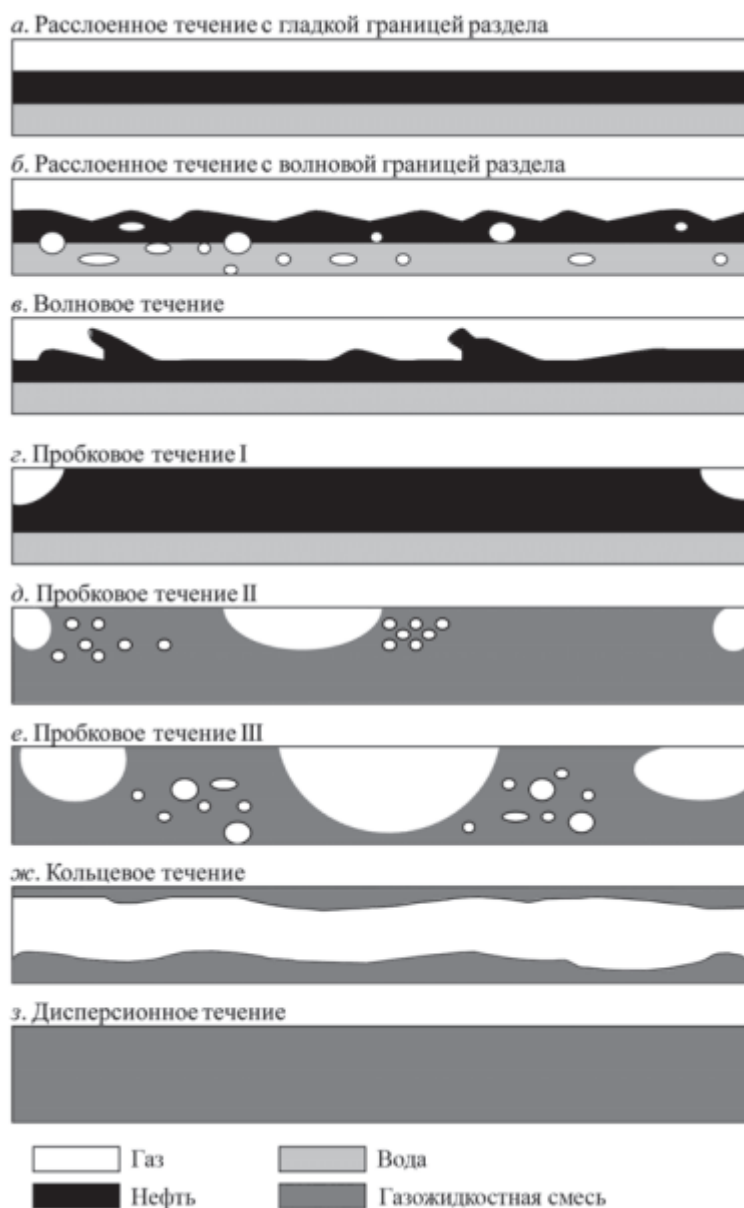 а. Расслоенное течение с гладкой границей раздела
б. Расслоенное течение с волновой границей раздела
в. Волновое течение
г. Пробковое течение I
д. Пробковое течение II
е. Пробковое течение III
ж. Кольцевое течение
з. Дисперсионное течение
Газ
Вода
Нефть
Газожидкостная смесь